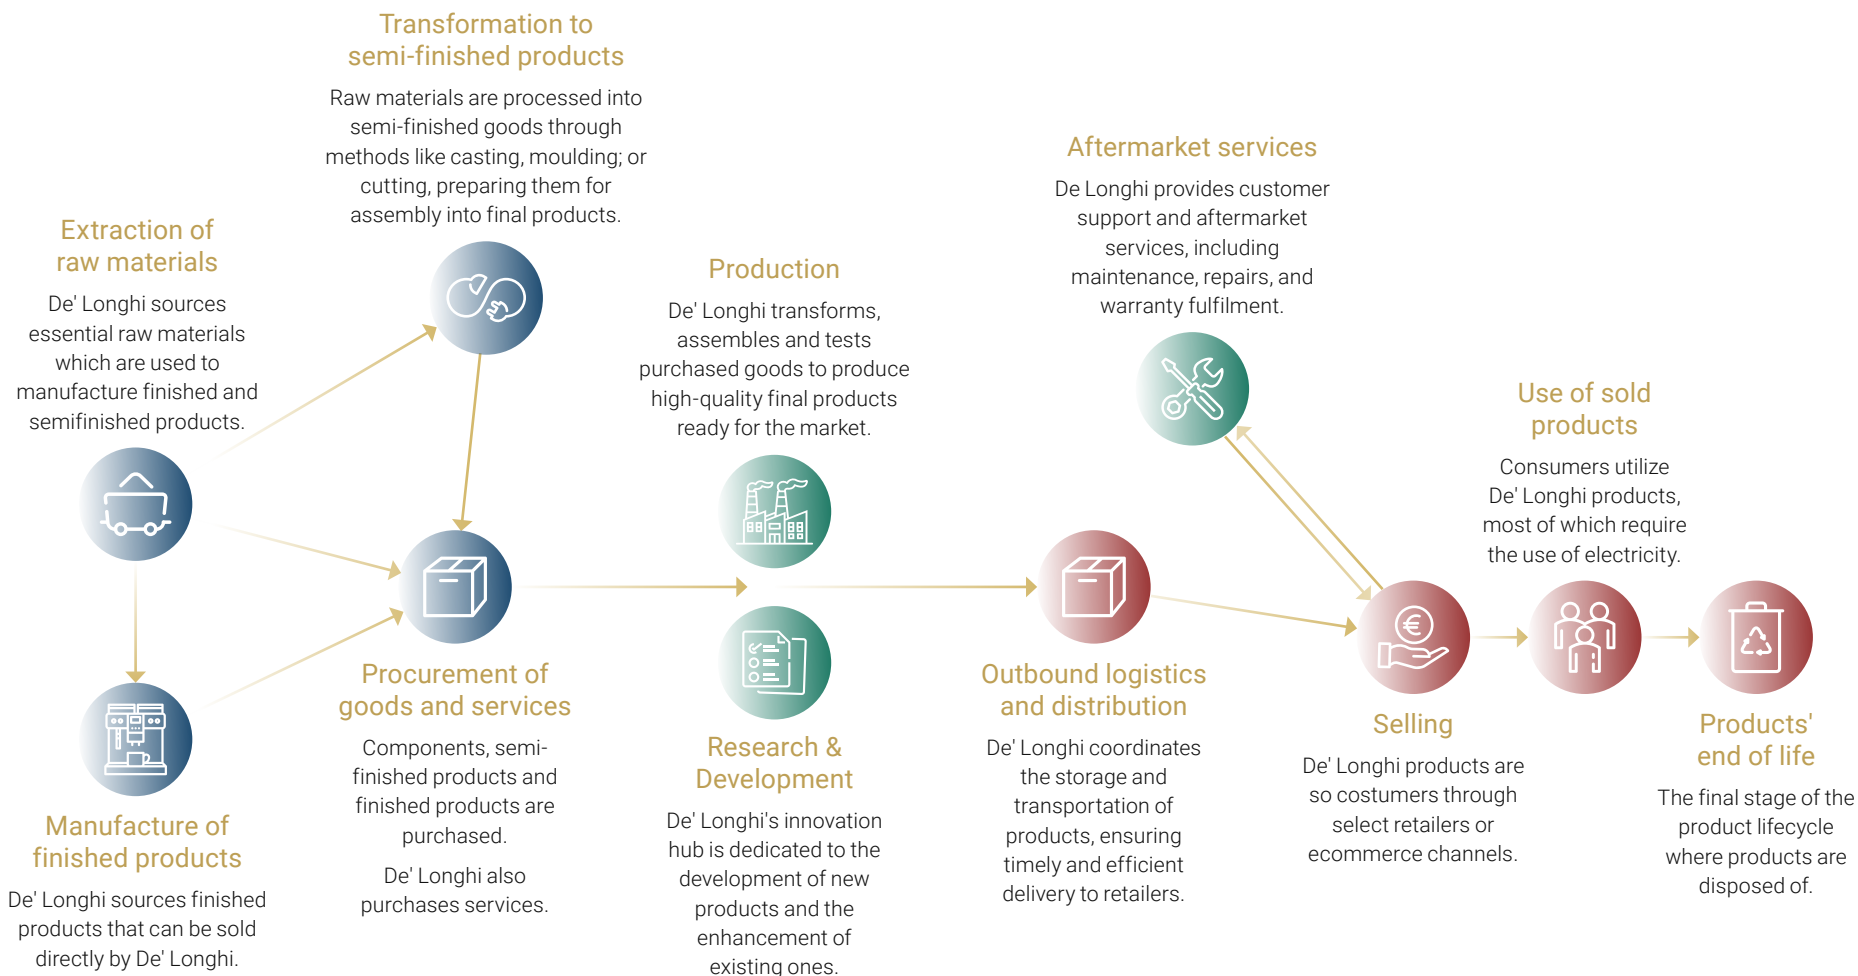 Transformation to
semi-finished products
Raw materials are processed into
semi-finished goods through
methods like casting, moulding; or
cutting, preparing them for
assembly into final products.
Extraction of
raw materials
De' Longhi sources
essential raw materials
which are used to
manufacture finished and
semifinished products.
Production
De' Longhi transforms,
assembles and tests
purchased goods to produce
high-quality final products
ready for the market.
Aftermarket services
De Longhi provides customer
support and aftermarket
services, including
maintenance, repairs, and
warranty fulfilment.
Use of sold
products
Consumers utilize
De' Longhi products,
most of which require
the use of electricity.
€
Manufacture of
finished products
De' Longhi sources finished
products that can be sold
directly by De' Longhi.
Procurement of
goods and services
Components, semi-
finished products and
finished products are
purchased.
De' Longhi also
purchases services.
Research &
Development
De' Longhi's innovation
hub is dedicated to the
development of new
products and the
enhancement of
existing ones.
Outbound logistics
and distribution
De' Longhi coordinates
the storage and
transportation of
products, ensuring
timely and efficient
delivery to retailers.
Selling
De' Longhi products are
so costumers through
select retailers or
ecommerce channels.
Products'
end of life
The final stage of the
product lifecycle
where products are
disposed of.